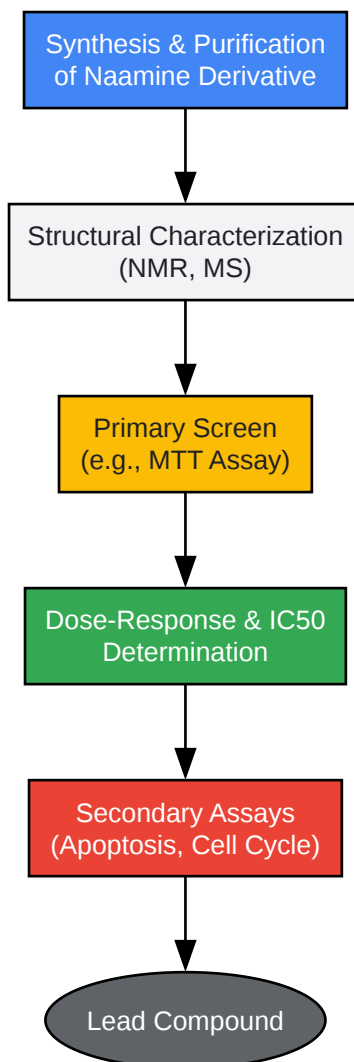 Synthesis & Purification
of Naamine Derivative
Structural Characterization
(NMR, MS)
Primary Screen
(e.g., MTT Assay)
Dose-Response & IC50
Determination
Secondary Assays
(Apoptosis, Cell Cycle)
Lead Compound